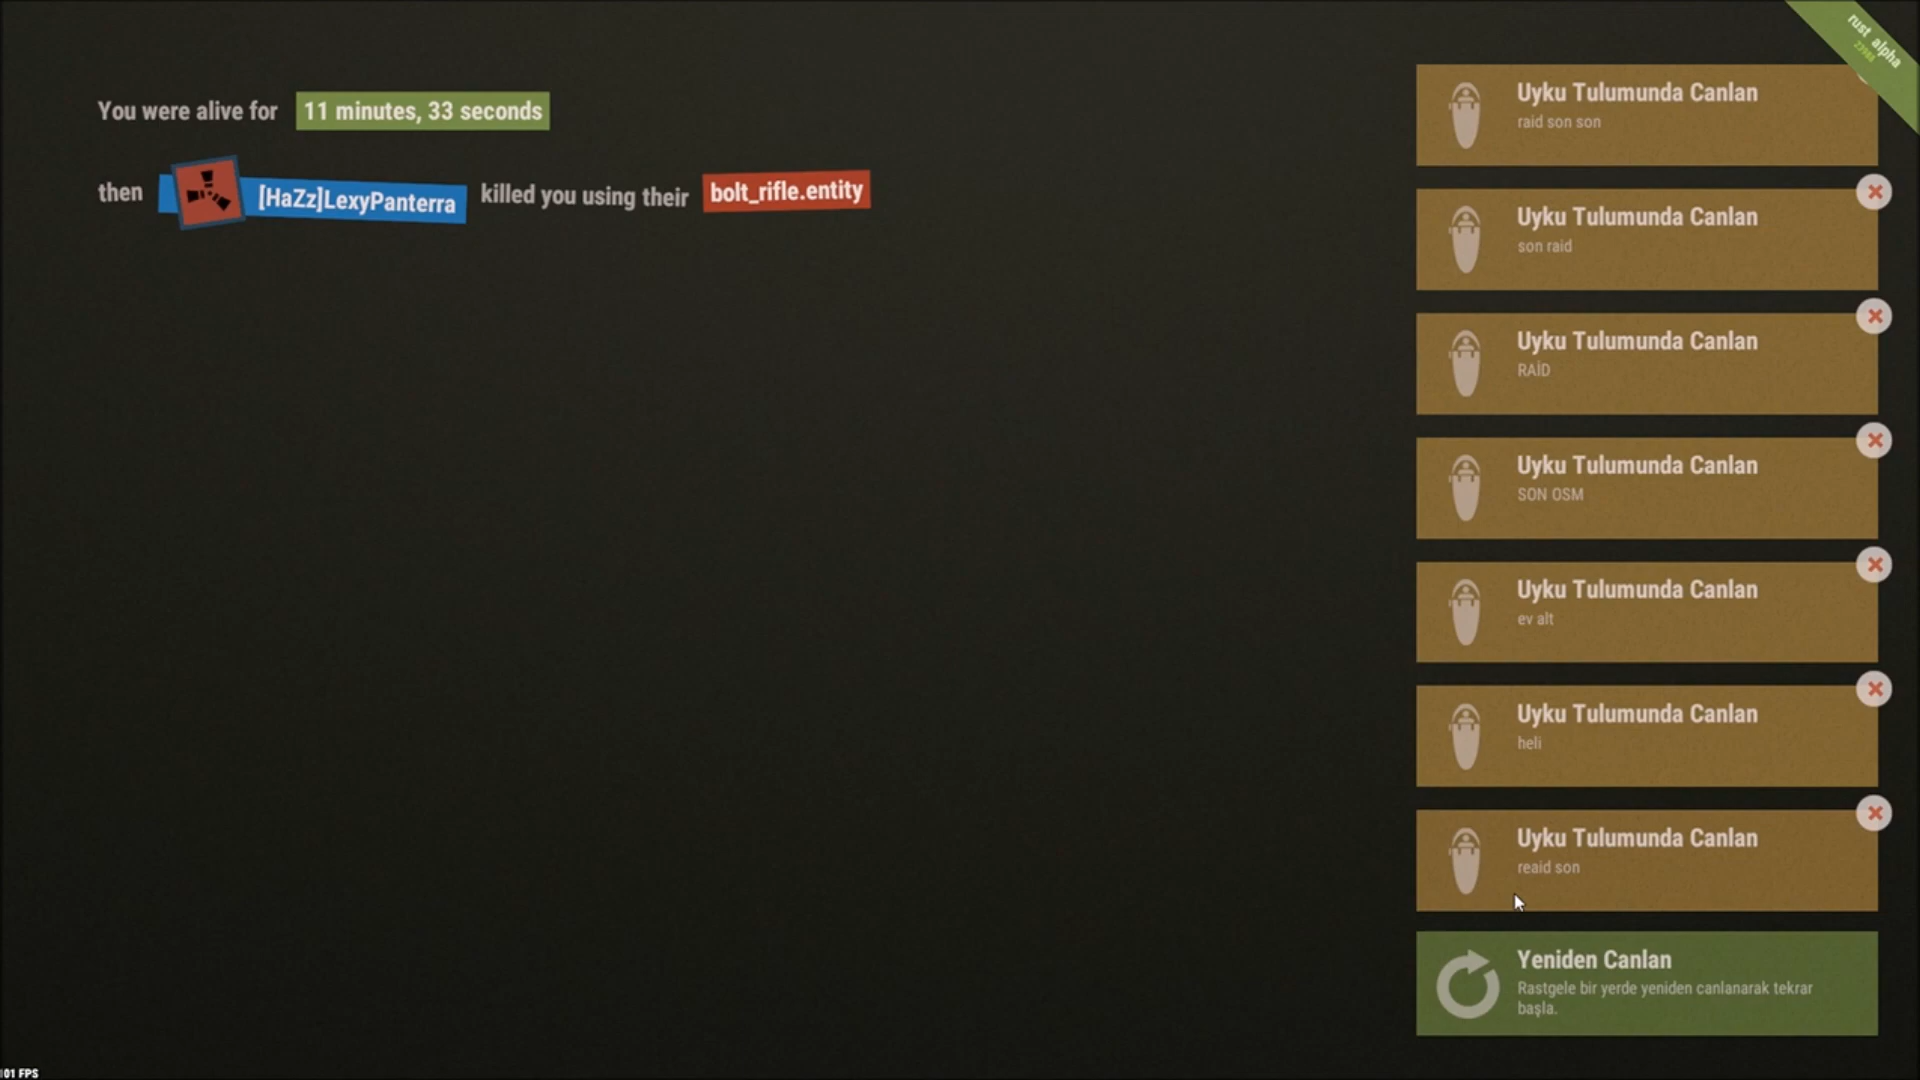 You were alive for 11 minutes, 33 seconds
then [HaZz]LexyPanterra killed you using their bolt_rifle.entity
rust alpha
Uyku Tulumunda Canlan
raid son son
Uyku Tulumunda Canlan
son raid
Uyku Tulumunda Canlan
RAİD
Uyku Tulumunda Canlan
SON OSM
Uyku Tulumunda Canlan
ev alt
Uyku Tulumunda Canlan
heli
Uyku Tulumunda Canlan
reaid son
Yeniden Canlan
Rastgele bir yerde yeniden canlanarak tekrar
başla.
101 FPS